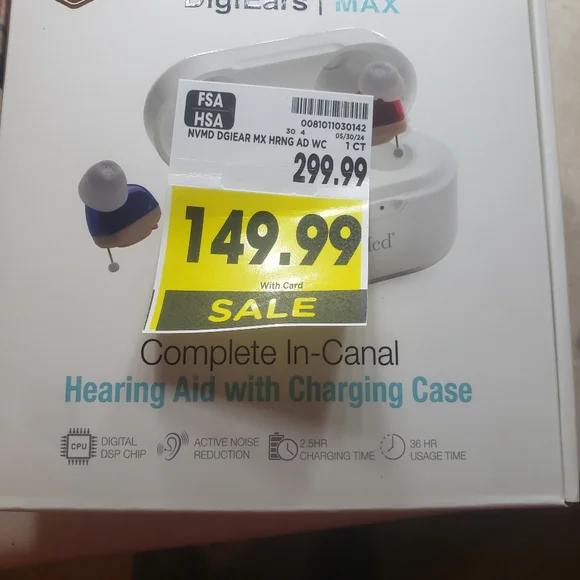 DigiEars | MAX
FSA
HSA
0081011030142
30 4 05/30/24
NVMD DGIEAR MX HRNG AD WC 1 CT
299.99
149.99
With Card
SALE
Complete In-Canal
Hearing Aid with Charging Case
CPU
DIGITAL
DSP CHIP
ACTIVE NOISE
REDUCTION
2.5HR
CHARGING TIME
36 HR
USAGE TIME